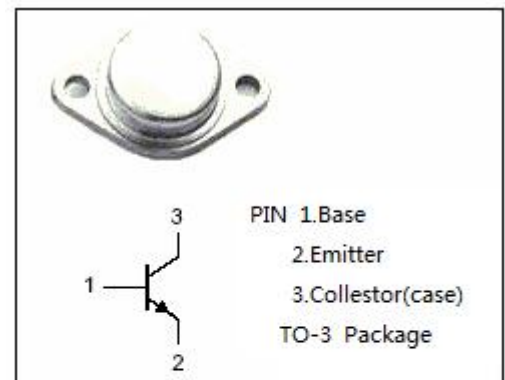 3
PIN 1.Base
2.Emitter
1
3.Collestor(case)
TO-3 Package
2